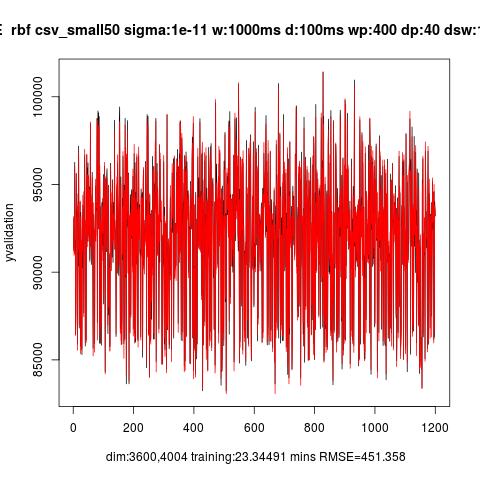 rbf csv_small50 sigma:1e-11 w:1000ms d:100ms wp:400 dp:40
100000
95000
90000
85000
yvalidation
0 200 400 600 800 1000 1200
dim:3600,4004 training:23.34491 mins RMSE=451.358